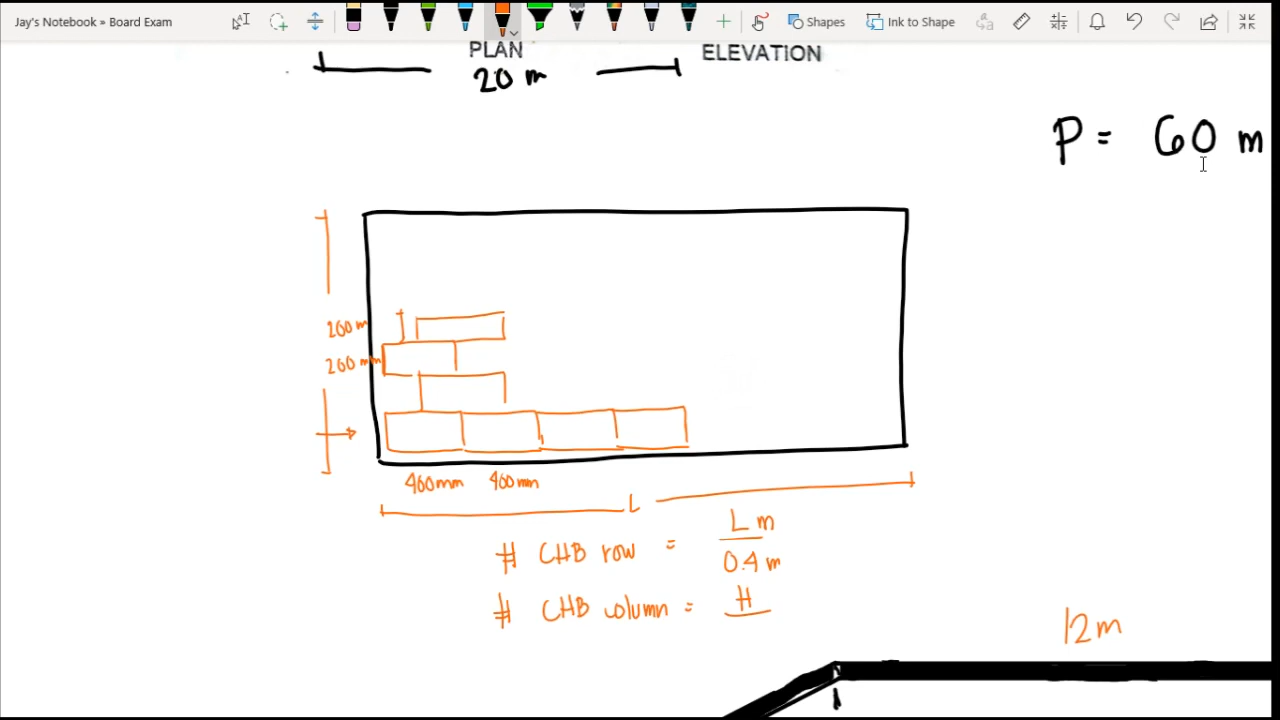 Jay's Notebook » Board Exam
Shapes
Ink to Shape
PLAN
ELEVATION
20 m
P = 60 m
200 m
200 mm
400mm 400mm
L
# CHB row = L m
0.4 m
# CHB column = H
12m